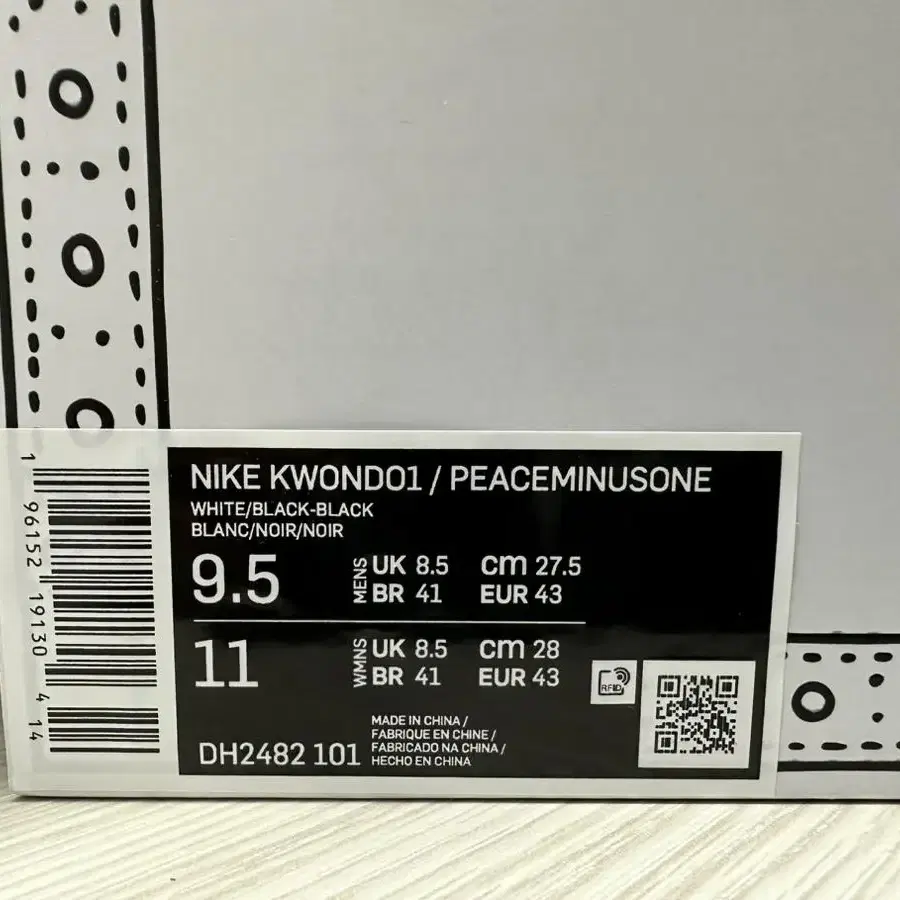 NIKE KWONDO1 / PEACEMINUSONE
WHITE/BLACK-BLACK
BLANC/NOIR/NOIR
9.5 MENS UK 8.5 cm 27.5
BR 41 EUR 43
11 WMNS UK 8.5 cm 28
BR 41 EUR 43
RFID
DH2482 101
MADE IN CHINA /
FABRIQUE EN CHINE /
FABRICADO NA CHINA /
HECHO EN CHINA
1 96152 19130 4 14